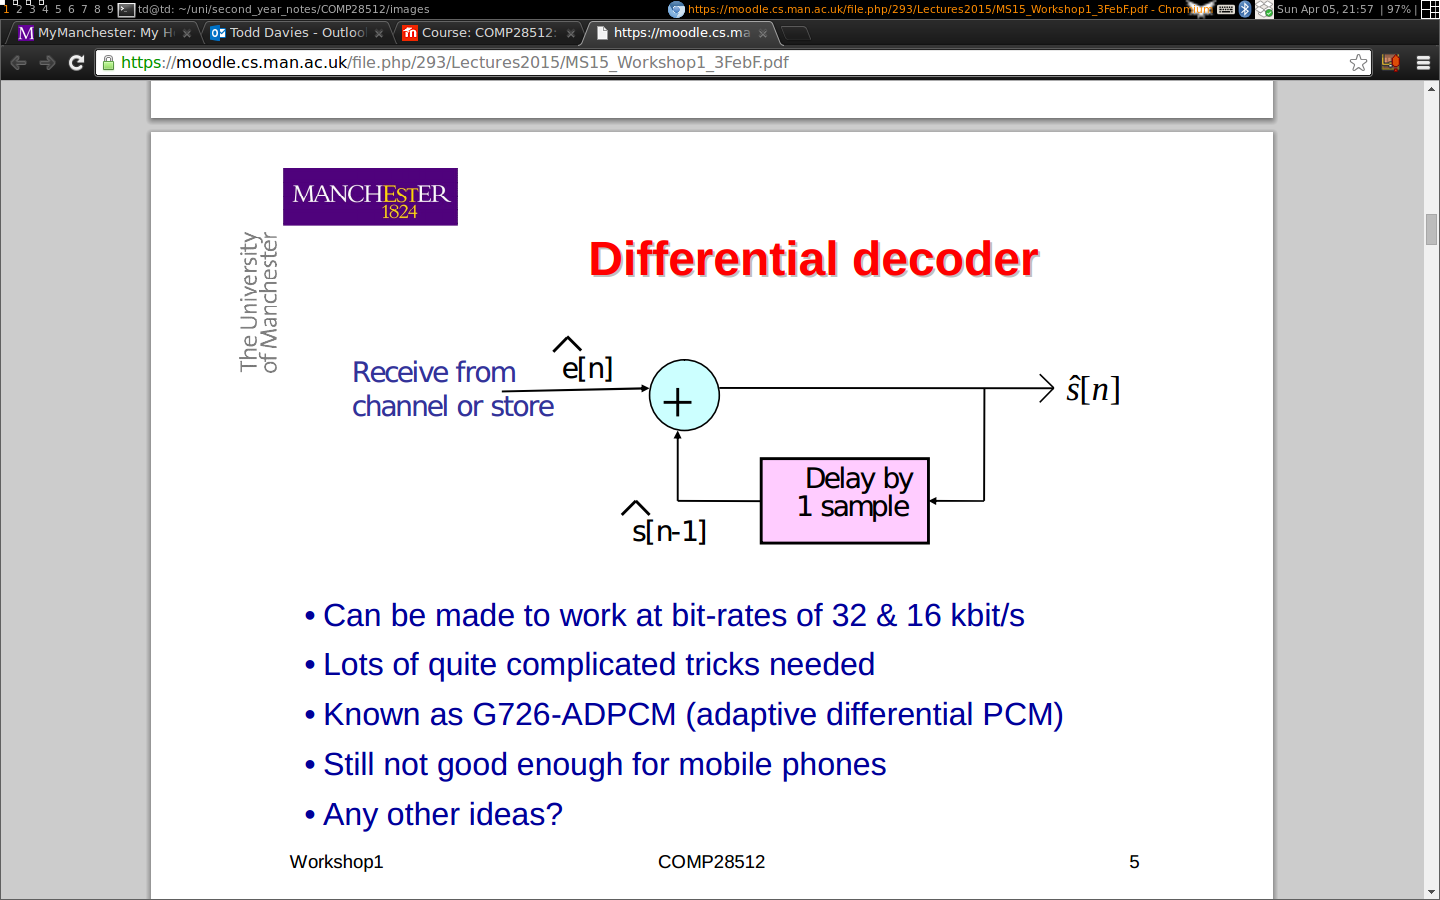 1 2 3 4 5 6 7 8 9 td@td: ~/uni/second_year_notes/COMP28512/images
https://moodle.cs.man.ac.uk/file.php/293/Lectures2015/MS15_Workshop1_3FebF.pdf - Chromium
Sun Apr 05, 21:57 | 97% |
MyManchester: My H
Todd Davies - Outloo
Course: COMP28512:
https://moodle.cs.ma
https://moodle.cs.man.ac.uk/file.php/293/Lectures2015/MS15_Workshop1_3FebF.pdf
MANCHESTER
1824
The University
of Manchester
Differential decoder
Receive from
channel or store
ê[n]
+
ŝ[n]
Delay by
1 sample
ŝ[n-1]
• Can be made to work at bit-rates of 32 & 16 kbit/s
• Lots of quite complicated tricks needed
• Known as G726-ADPCM (adaptive differential PCM)
• Still not good enough for mobile phones
• Any other ideas?
Workshop1 COMP28512 5